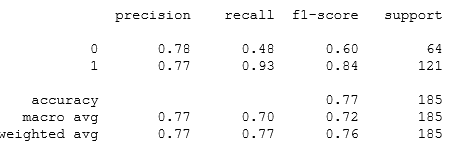 precision recall f1-score support
0 0.78 0.48 0.60 64
1 0.77 0.93 0.84 121
accuracy 0.77 185
macro avg 0.77 0.70 0.72 185
weighted avg 0.77 0.77 0.76 185